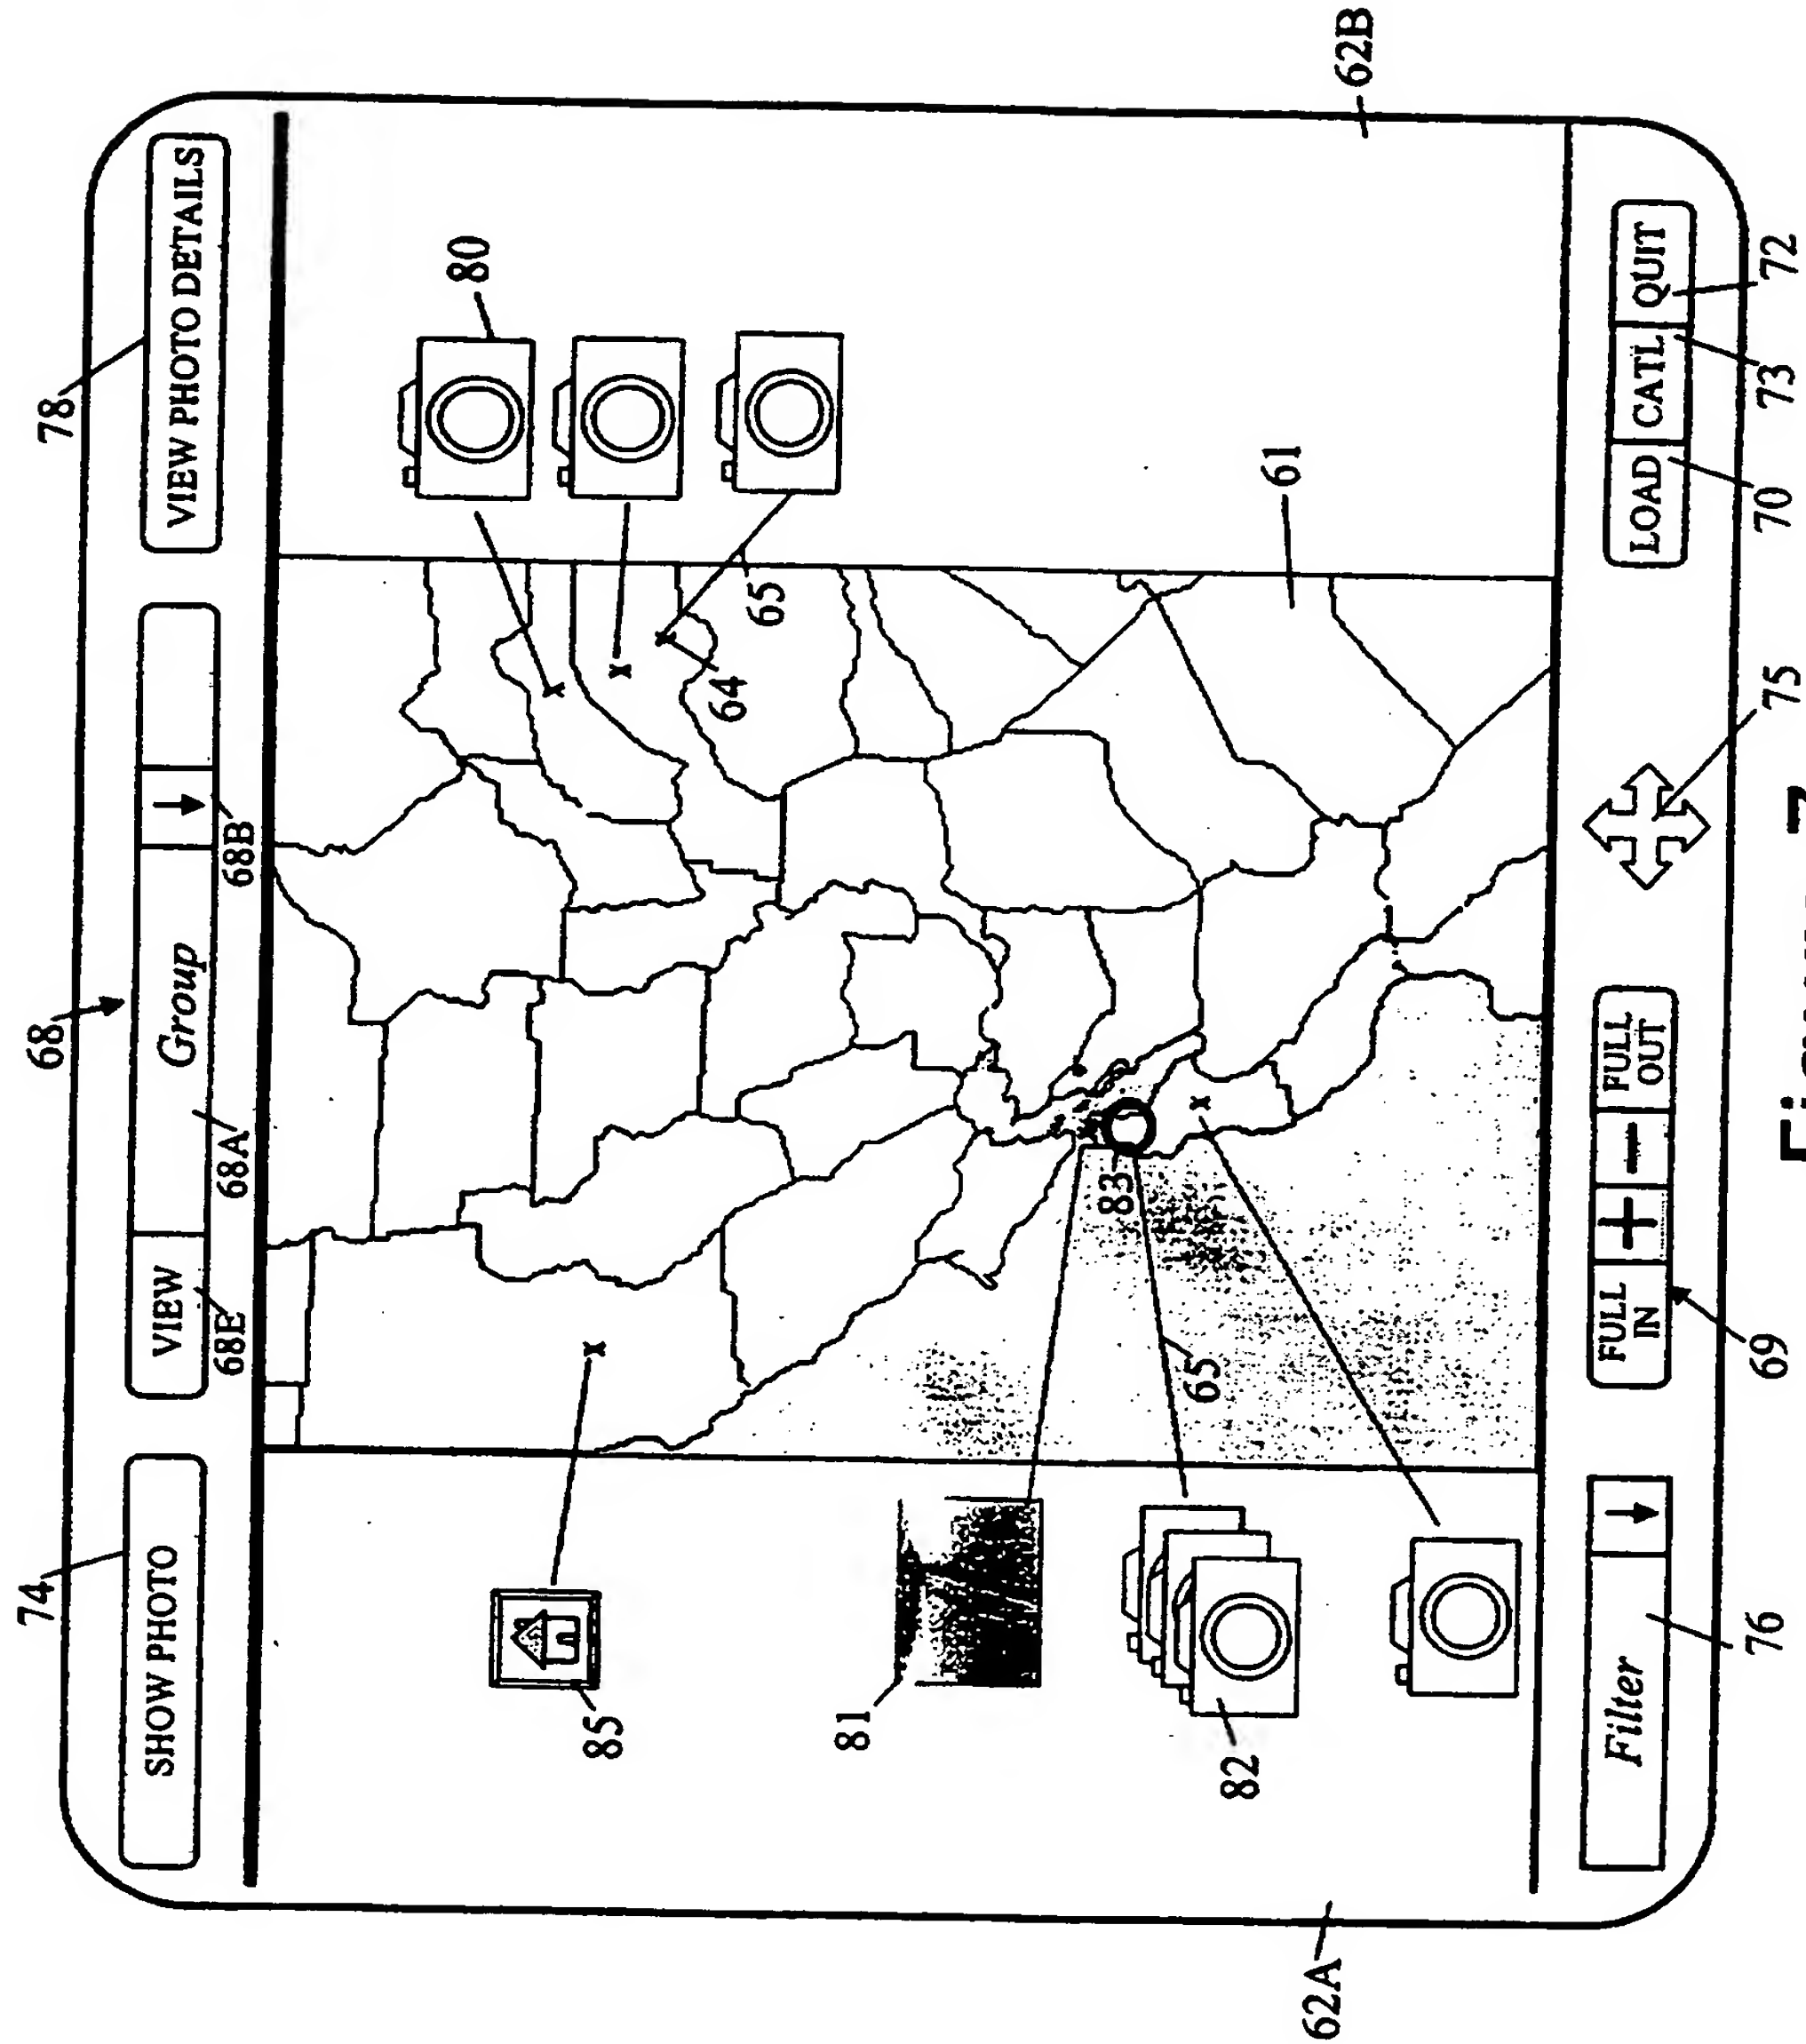 74
68
78
SHOW PHOTO
VIEW
Group
VIEW PHOTO DETAILS
68E
68A
68B
80
85
65
64
81
61
83
65
82
62A
62B
Filter
FULL
IN
FULL
OUT
LOAD
CATL
QUIT
76
69
75
70
73
72